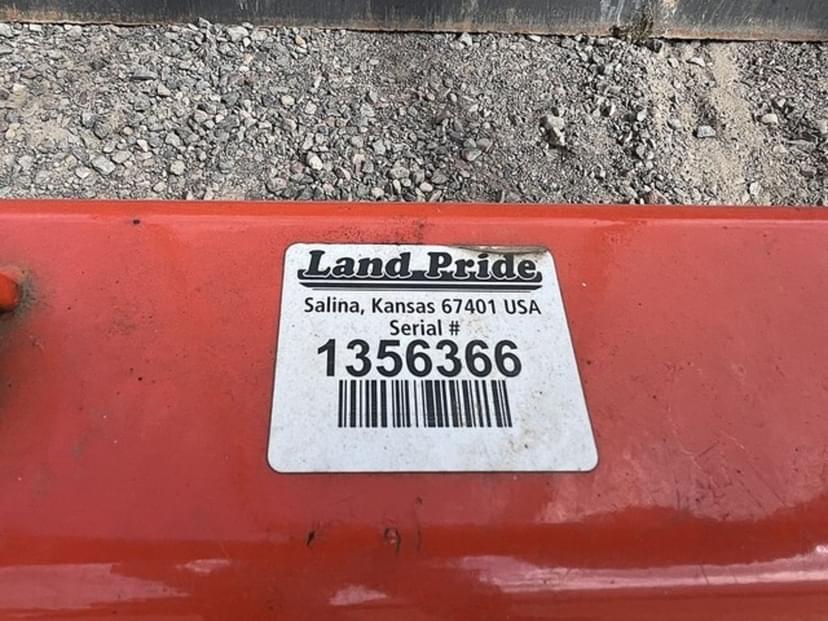 Land Pride
Salina, Kansas 67401 USA
Serial #
1356366